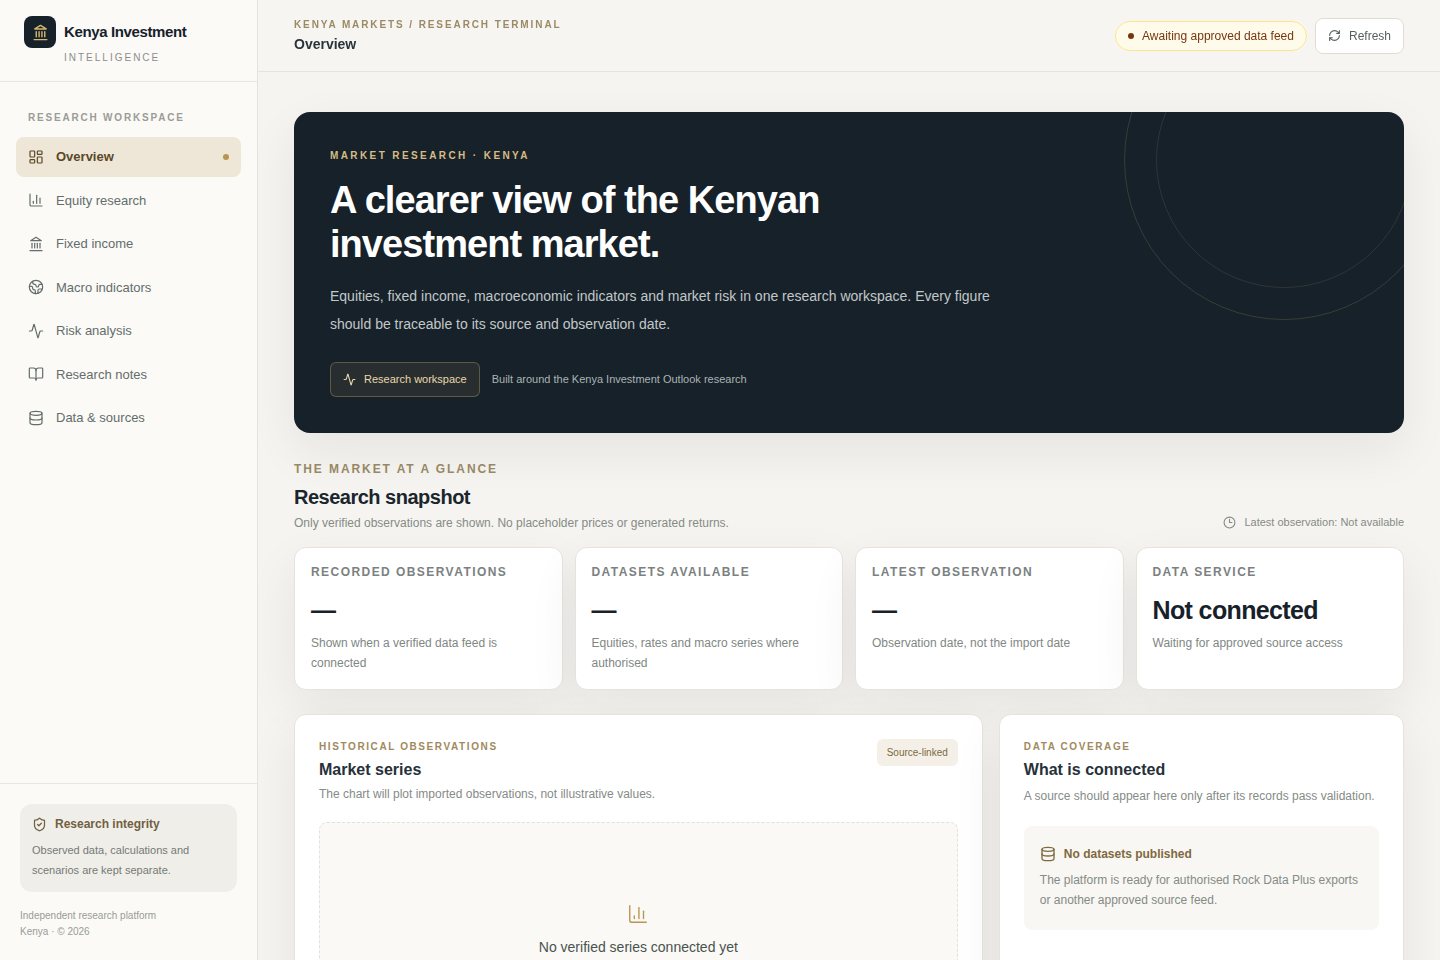 Kenya Investment
INTELLIGENCE
RESEARCH WORKSPACE
Overview
Equity research
Fixed income
Macro indicators
Risk analysis
Research notes
Data & sources
Research integrity
Observed data, calculations and
scenarios are kept separate.
Independent research platform
Kenya · © 2026
KENYA MARKETS / RESEARCH TERMINAL
Overview
Awaiting approved data feed
Refresh
MARKET RESEARCH · KENYA
A clearer view of the Kenyan
investment market.
Equities, fixed income, macroeconomic indicators and market risk in one research workspace. Every figure
should be traceable to its source and observation date.
Research workspace
Built around the Kenya Investment Outlook research
THE MARKET AT A GLANCE
Research snapshot
Only verified observations are shown. No placeholder prices or generated returns.
Latest observation: Not available
RECORDED OBSERVATIONS
—
Shown when a verified data feed is
connected
DATASETS AVAILABLE
—
Equities, rates and macro series where
authorised
LATEST OBSERVATION
—
Observation date, not the import date
DATA SERVICE
Not connected
Waiting for approved source access
HISTORICAL OBSERVATIONS
Market series
The chart will plot imported observations, not illustrative values.
Source-linked
No verified series connected yet
DATA COVERAGE
What is connected
A source should appear here only after its records pass validation.
No datasets published
The platform is ready for authorised Rock Data Plus exports
or another approved source feed.